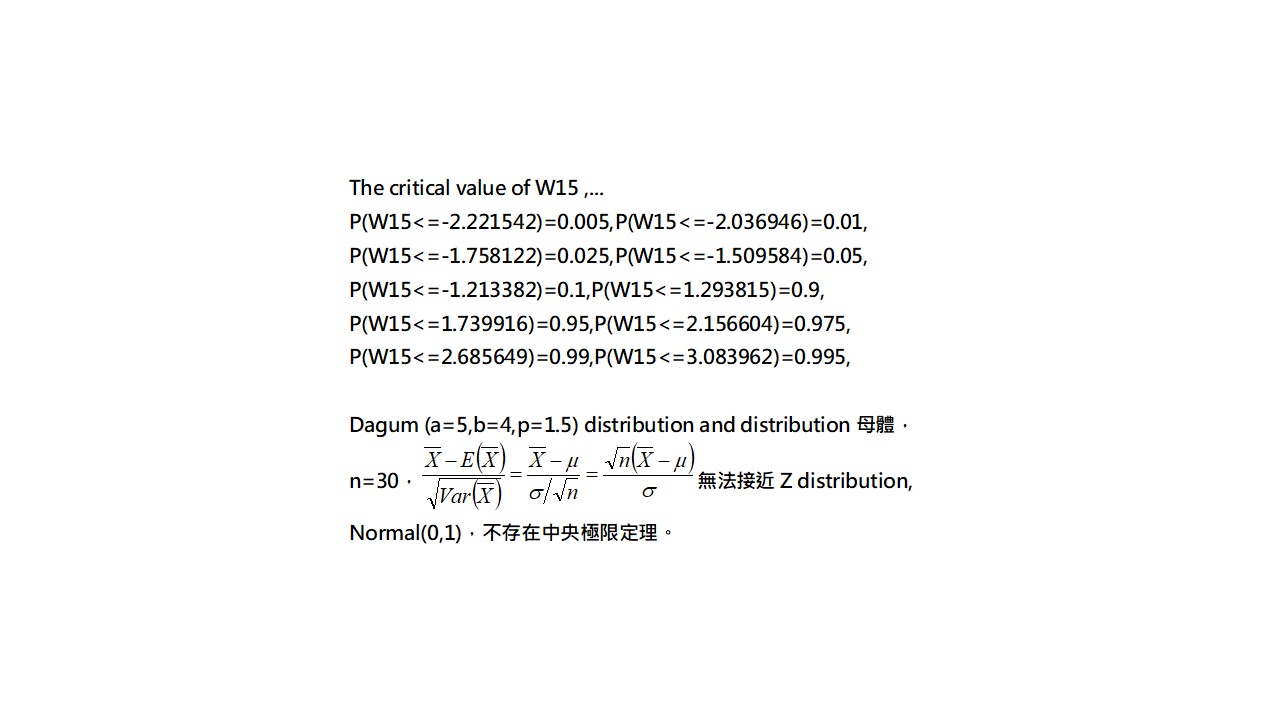 The critical value of W15 ,...
P(W15<=-2.221542)=0.005,P(W15<=-2.036946)=0.01,
P(W15<=-1.758122)=0.025,P(W15<=-1.509584)=0.05,
P(W15<=-1.213382)=0.1,P(W15<=1.293815)=0.9,
P(W15<=1.739916)=0.95,P(W15<=2.156604)=0.975,
P(W15<=2.685649)=0.99,P(W15<=3.083962)=0.995,
Dagum (a=5,b=4,p=1.5) distribution and distribution 母體，
n=30，\frac{\overline{X}-E(\overline{X})}{\sqrt{Var(\overline{X})}}=\frac{\overline{X}-μ}{σ/\sqrt{n}}=\frac{\sqrt{n}(\overline{X}-μ)}{σ} 無法接近 Z distribution,
Normal(0,1)，不存在中央極限定理。